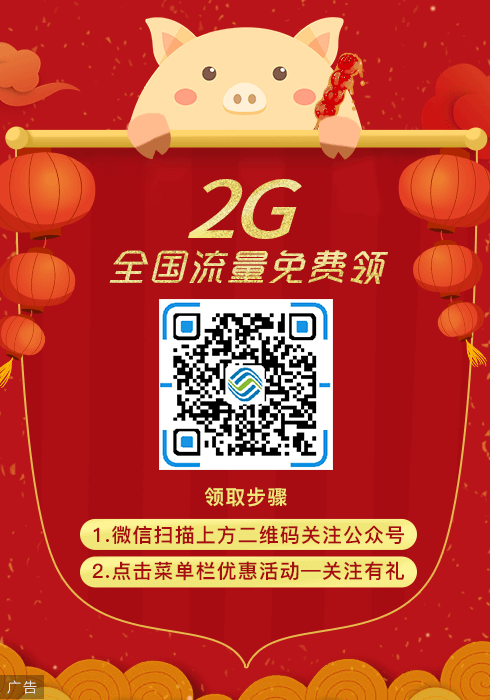 2G
全国流量免费领
领取步骤
1.微信扫描上方二维码关注公众号
2.点击菜单栏优惠活动—关注有礼
广告